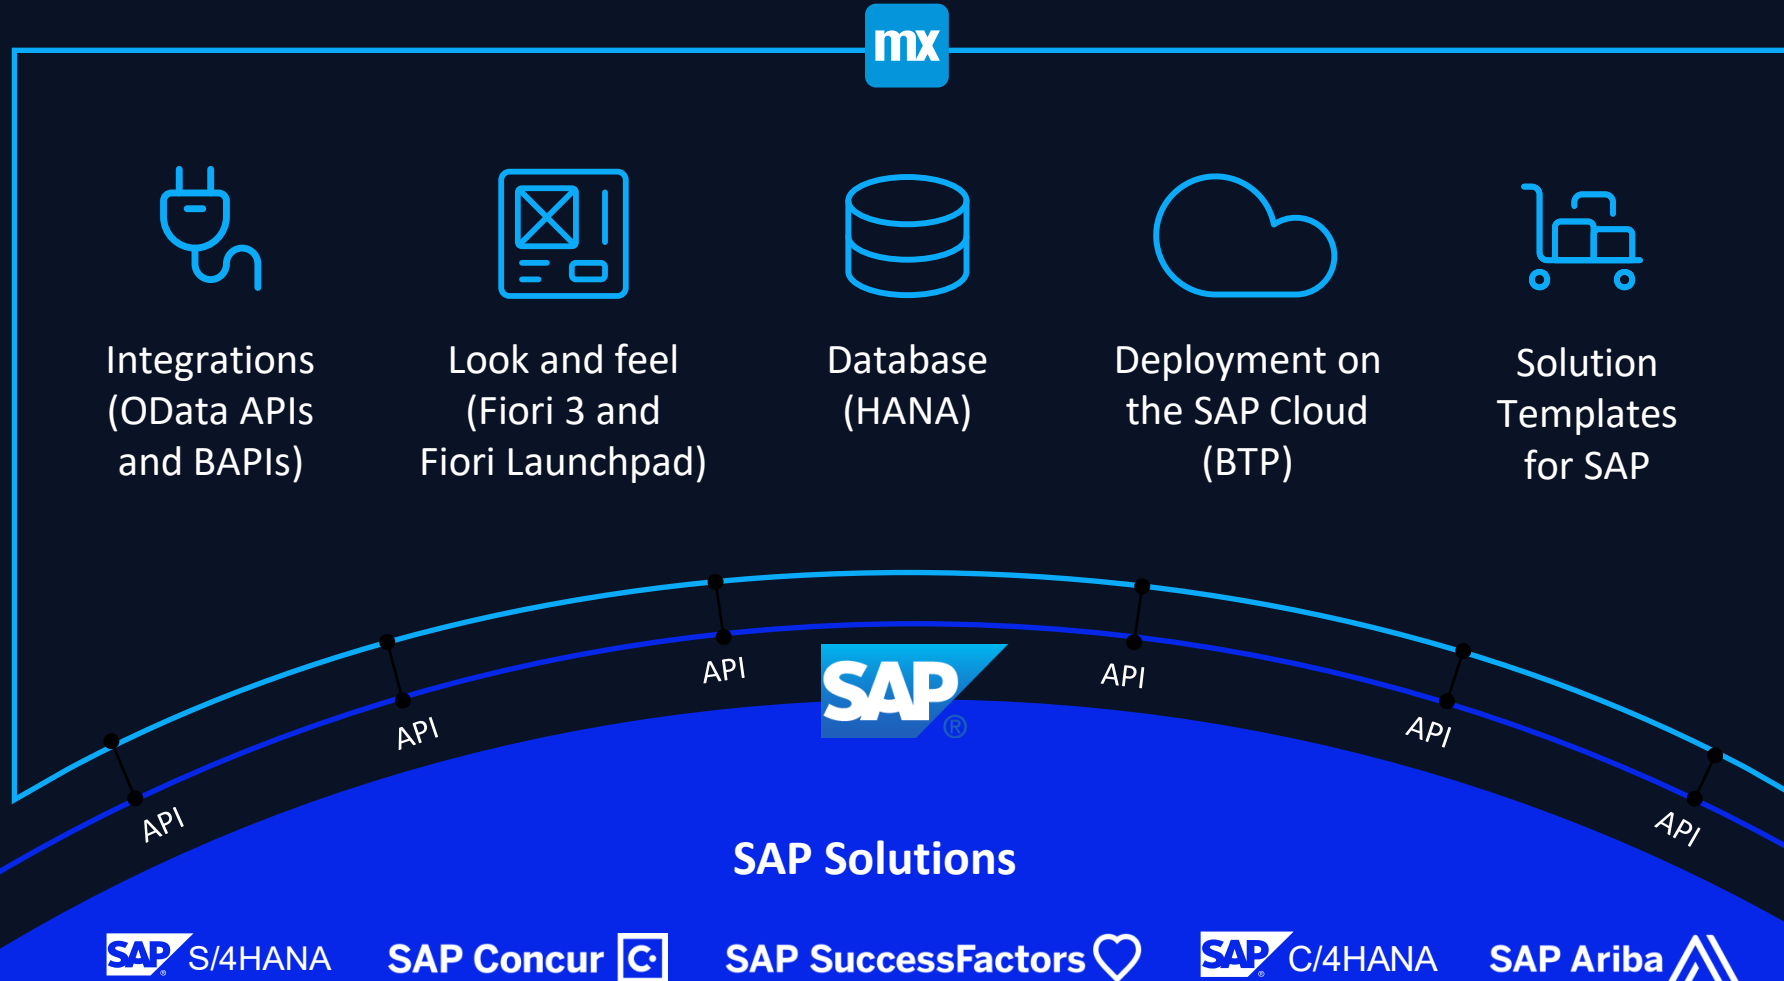 mx
Integrations
(OData APIs
and BAPIs)
Look and feel
(Fiori 3 and
Fiori Launchpad)
Database
(HANA)
Deployment on
the SAP Cloud
(BTP)
Solution
Templates
for SAP
API
API
API
SAP®
API
API
API
SAP Solutions
SAP® S/4HANA
SAP Concur C·
SAP SuccessFactors
SAP® C/4HANA
SAP Ariba